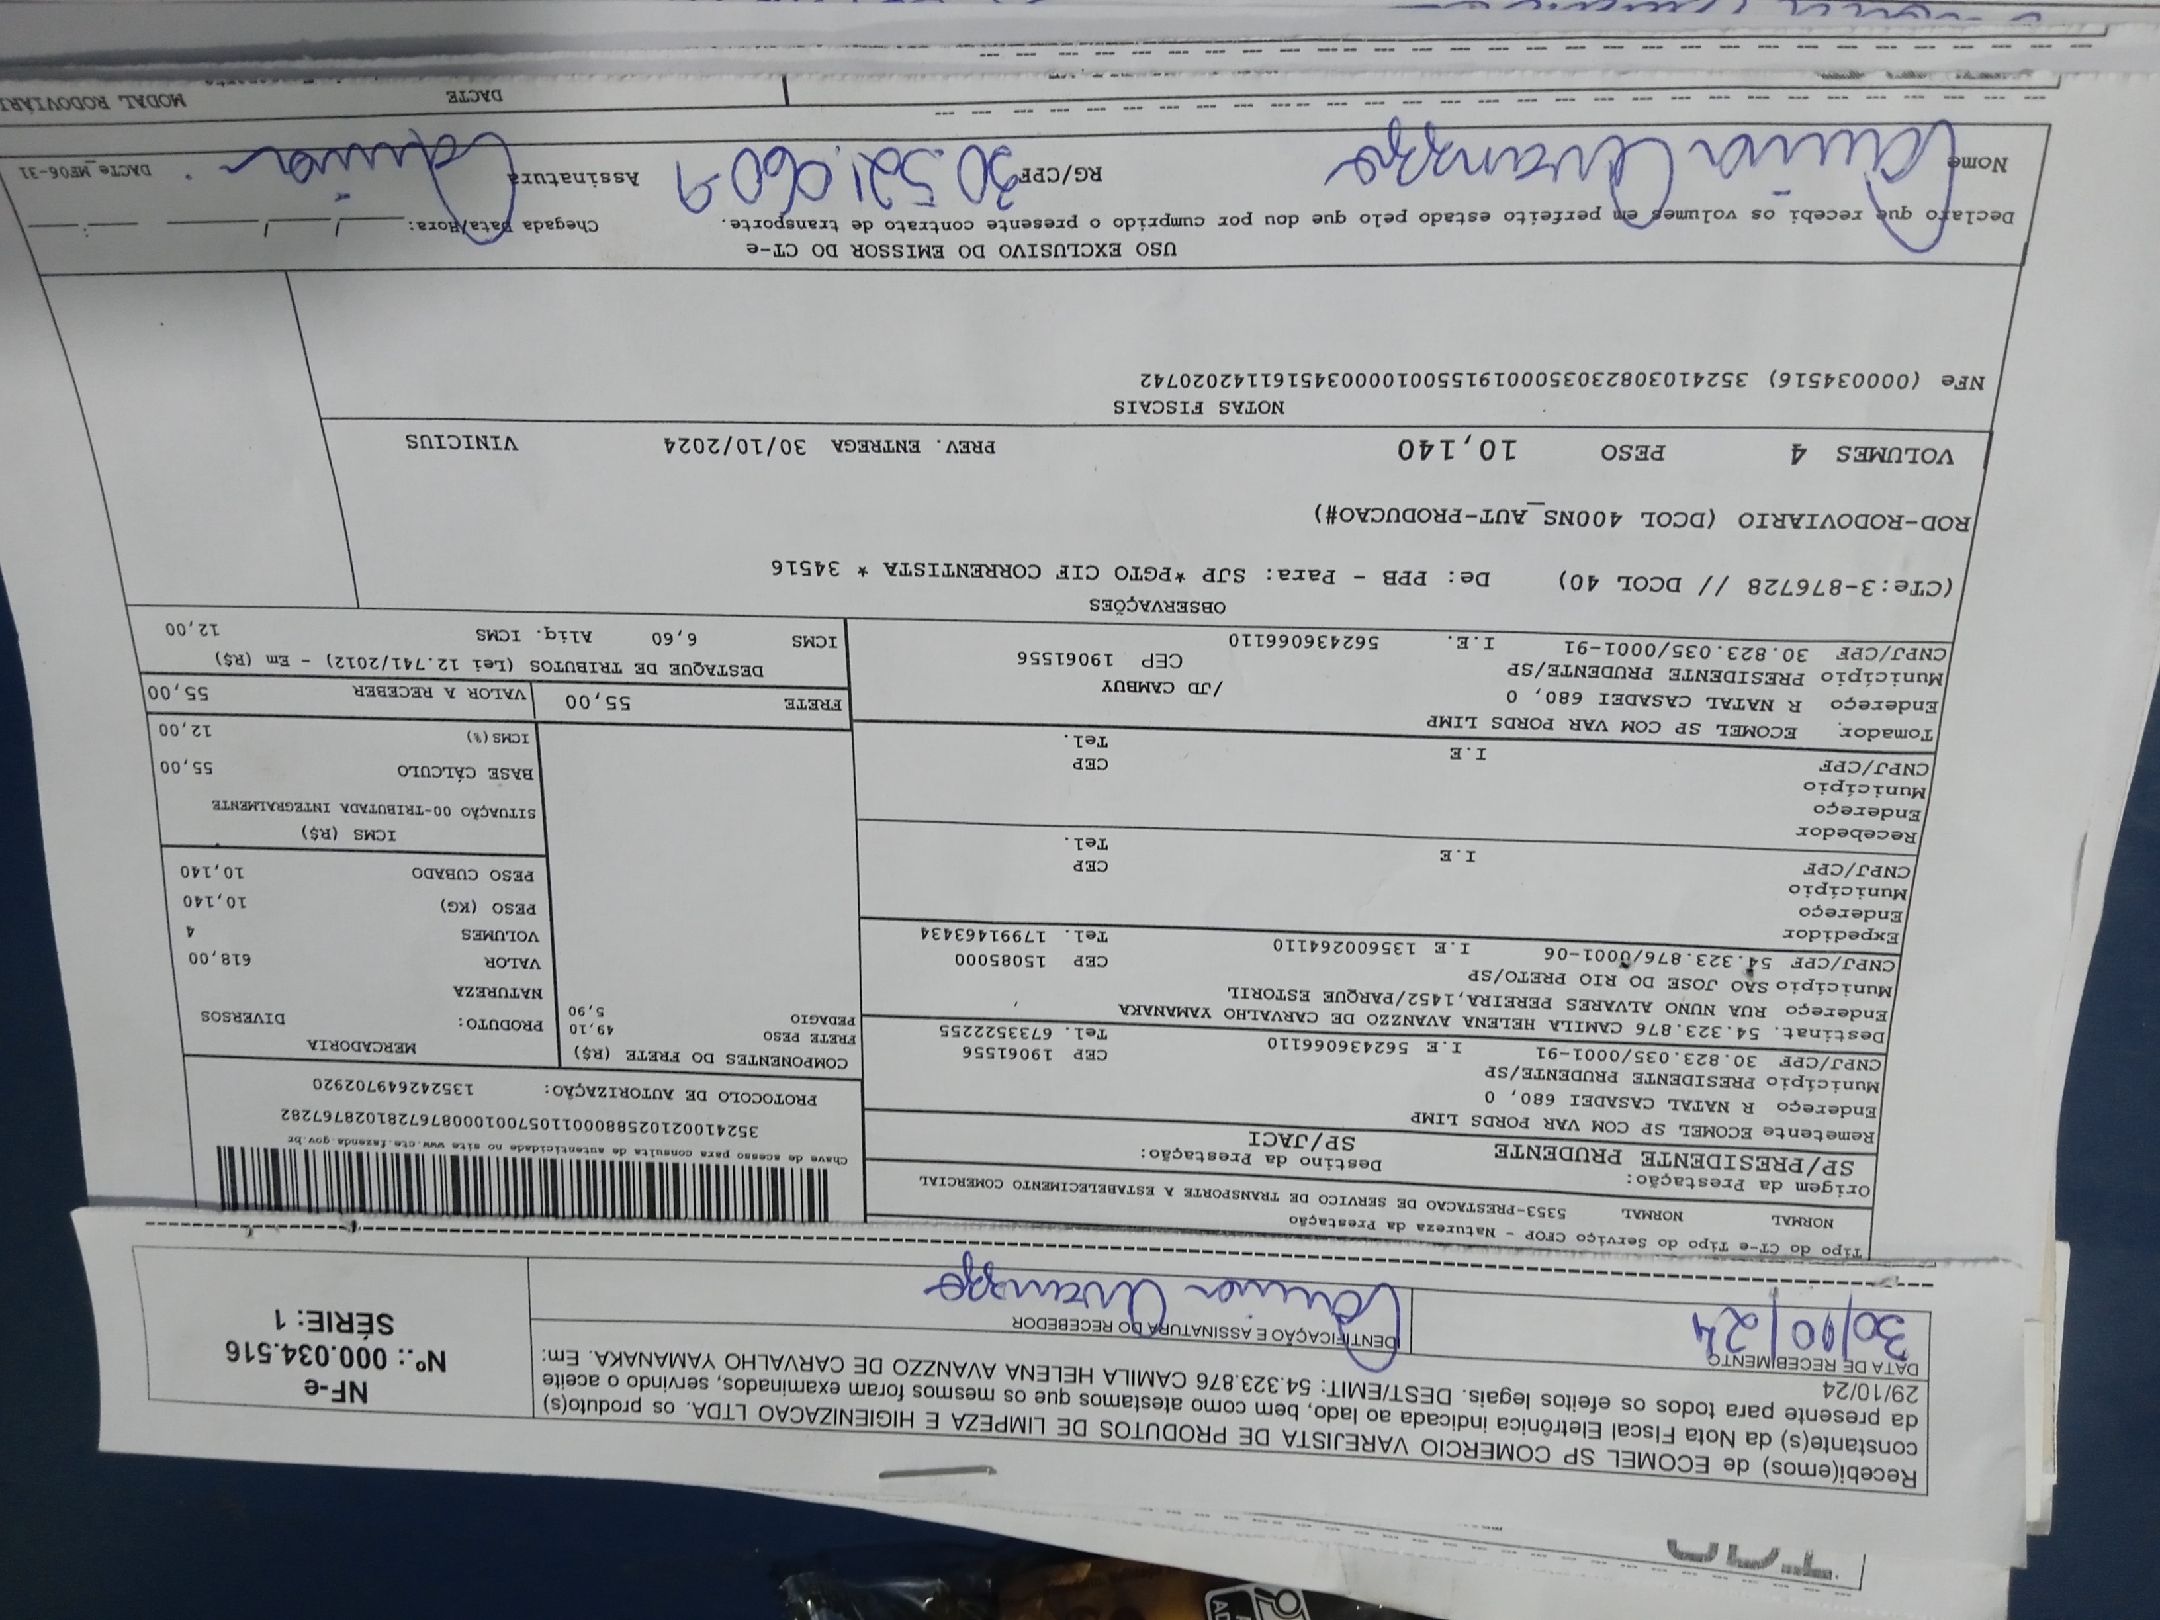 Recebi(emos) de ECOMEL SP COMERCIO VAREJISTA DE PRODUTOS DE LIMPEZA E HIGIENIZACAO LTDA. os produto(s)
constante(s) da Nota Fiscal Eletrônica indicada ao lado, bem como atestamos que os mesmos foram examinados, servindo o aceite
da presente para todos os efeitos legais. DEST/EMIT: 54.323.876 CAMILA HELENA AVANZZO DE CARVALHO YAMANAKA. Em:
29/10/24
NF-e
Nº.: 000.034.516
SÉRIE: 1
DATA DE RECEBIMENTO
30/10/24
IDENTIFICAÇÃO E ASSINATURA DO RECEBEDOR
Camila Avanzzo
Tipo do CT-e Tipo do Serviço CFOP - Natureza da Prestação
NORMAL NORMAL 5353-PRESTACAO DE SERVICO DE TRANSPORTE A ESTABELECIMENTO COMERCIAL
Origem da Prestação: Destino da Prestação:
SP/PRESIDENTE PRUDENTE SP/JACI
Remetente ECOMEL SP COM VAR PORDS LIMP
Endereço R NATAL CASADEI 680, 0
Município PRESIDENTE PRUDENTE/SP CEP 19061556
CNPJ/CPF 30.823.035/0001-91 I.E 562436066110 Tel. 6733522255
Destinat. 54.323.876 CAMILA HELENA AVANZZO DE CARVALHO YAMANAKA
Endereço RUA NUNO ALVARES PEREIRA,1452/PARQUE ESTORIL
Município SAO JOSE DO RIO PRETO/SP CEP 15085000
CNPJ/CPF 54.323.876/0001-06 I.E 135600264110 Tel. 17991463434
Expedidor
Endereço
Município CEP
CNPJ/CPF I.E Tel.
Recebedor
Endereço
Município CEP
CNPJ/CPF I.E Tel.
Tomador ECOMEL SP COM VAR PORDS LIMP
Endereço R NATAL CASADEI 680, 0 /JD CAMBUY
Município PRESIDENTE PRUDENTE/SP CEP 19061556
CNPJ/CPF 30.823.035/0001-91 I.E. 562436066110
Chave de acesso para consulta de autenticidade no site www.cte.fazenda.gov.br
PROTOCOLO DE AUTORIZAÇÃO: 135242649702920
COMPONENTES DO FRETE (R$)
FRETE PESO 49,10
PEDAGIO 5,90
MERCADORIA
PRODUTO: DIVERSOS
NATUREZA
VALOR 618,00
VOLUMES 4
PESO (KG) 10,140
PESO CUBADO 10,140
ICMS (R$)
SITUAÇÃO 00-TRIBUTADA INTEGRALMENTE
BASE CÁLCULO 55,00
ICMS(%) 12,00
FRETE 55,00 VALOR A RECEBER 55,00
DESTAQUE DE TRIBUTOS (Lei 12.741/2012) - Em (R$)
ICMS 6,60 Aliq. ICMS 12,00
OBSERVAÇÕES
(CTe:3-876728 // DCOL 40) De: PPB - Para: SJP *PGTO CIF CORRENTISTA * 34516
ROD-RODOVIARIO (DCOL 400NS_AUT-PRODUCAO#)
VOLUMES 4 PESO 10,140 PREV. ENTREGA 30/10/2024 VINICIUS
NOTAS FISCAIS
NFe (000034516) 35241030823035000191550010000345161142020742
USO EXCLUSIVO DO EMISSOR DO CT-e
Declaro que recebi os volumes em perfeito estado pelo que dou por cumprido o presente contrato de transporte. Chegada Data/Hora: __/__/____ __:__
Nome Camila Avanzzo RG/CPF 30.521.060 9 Assinatura Camila
DACTe_MF06-31
DACTE MODAL RODOVIÁRI